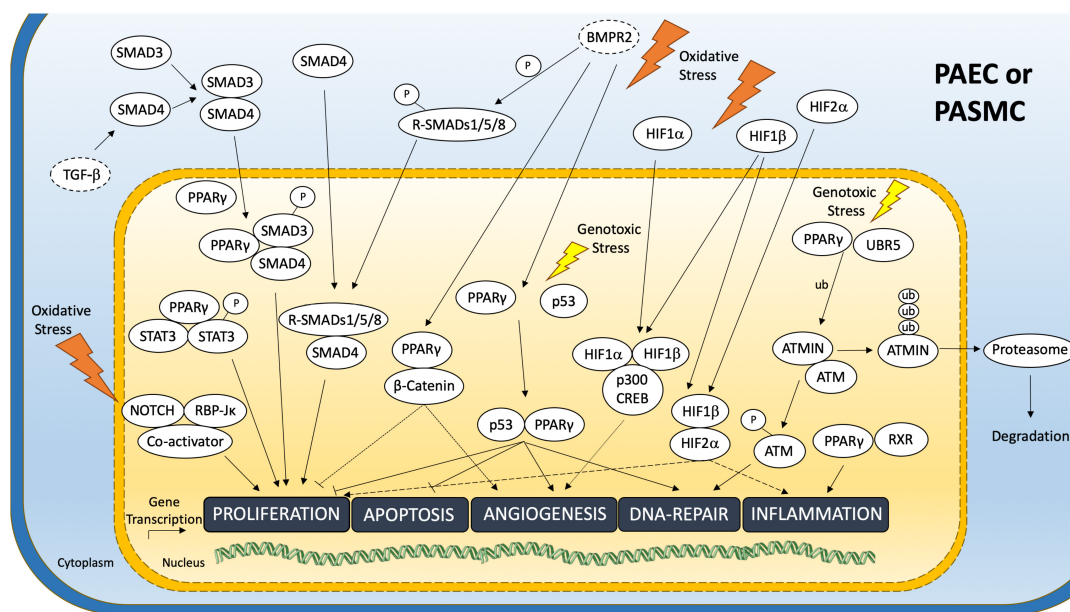 BMPR2
SMAD3
SMAD4
Oxidative
Stress
P
PAEC or
PASMC
SMAD3
SMAD4
SMAD4
P
R-SMADs1/5/8
HIF1α
HIF1β
HIF2α
TGF-β
PPARγ
P
SMAD3
PPARγ
SMAD4
Genotoxic
Stress
PPARγ
UBR5
Genotoxic
Stress
PPARγ
p53
ub
ub
ub
ub
Oxidative
Stress
PPARγ
P
STAT3
STAT3
R-SMADs1/5/8
SMAD4
PPARγ
β-Catenin
HIF1α
HIF1β
p300
CREB
ATMIN
ATM
ATMIN
Proteasome
NOTCH
RBP-Jκ
Co-activator
p53
PPARγ
HIF1β
HIF2α
P
ATM
PPARγ
RXR
Degradation
Gene
Transcription
PROLIFERATION
APOPTOSIS
ANGIOGENESIS
DNA-REPAIR
INFLAMMATION
Cytoplasm
Nucleus